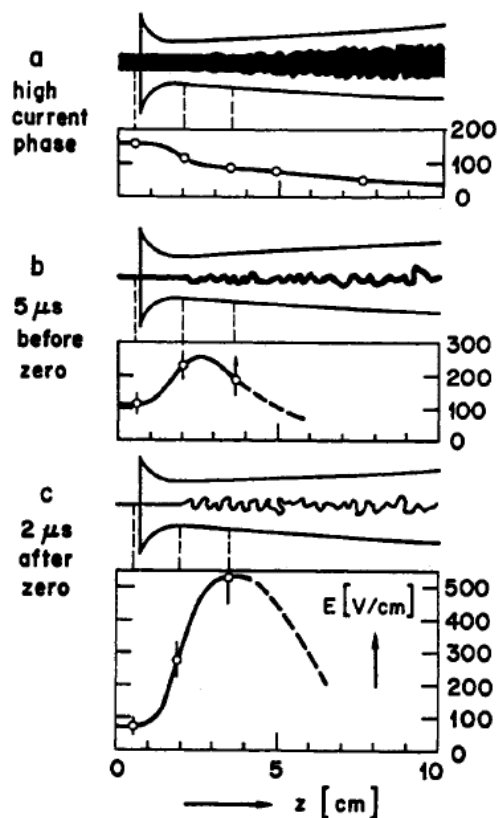 a
high
current
phase
200
100
0
b
5 μs
before
zero
300
200
100
0
c
2 μs
after
zero
E [V/cm]
500
400
300
200
100
0
0 5 10
z [cm]